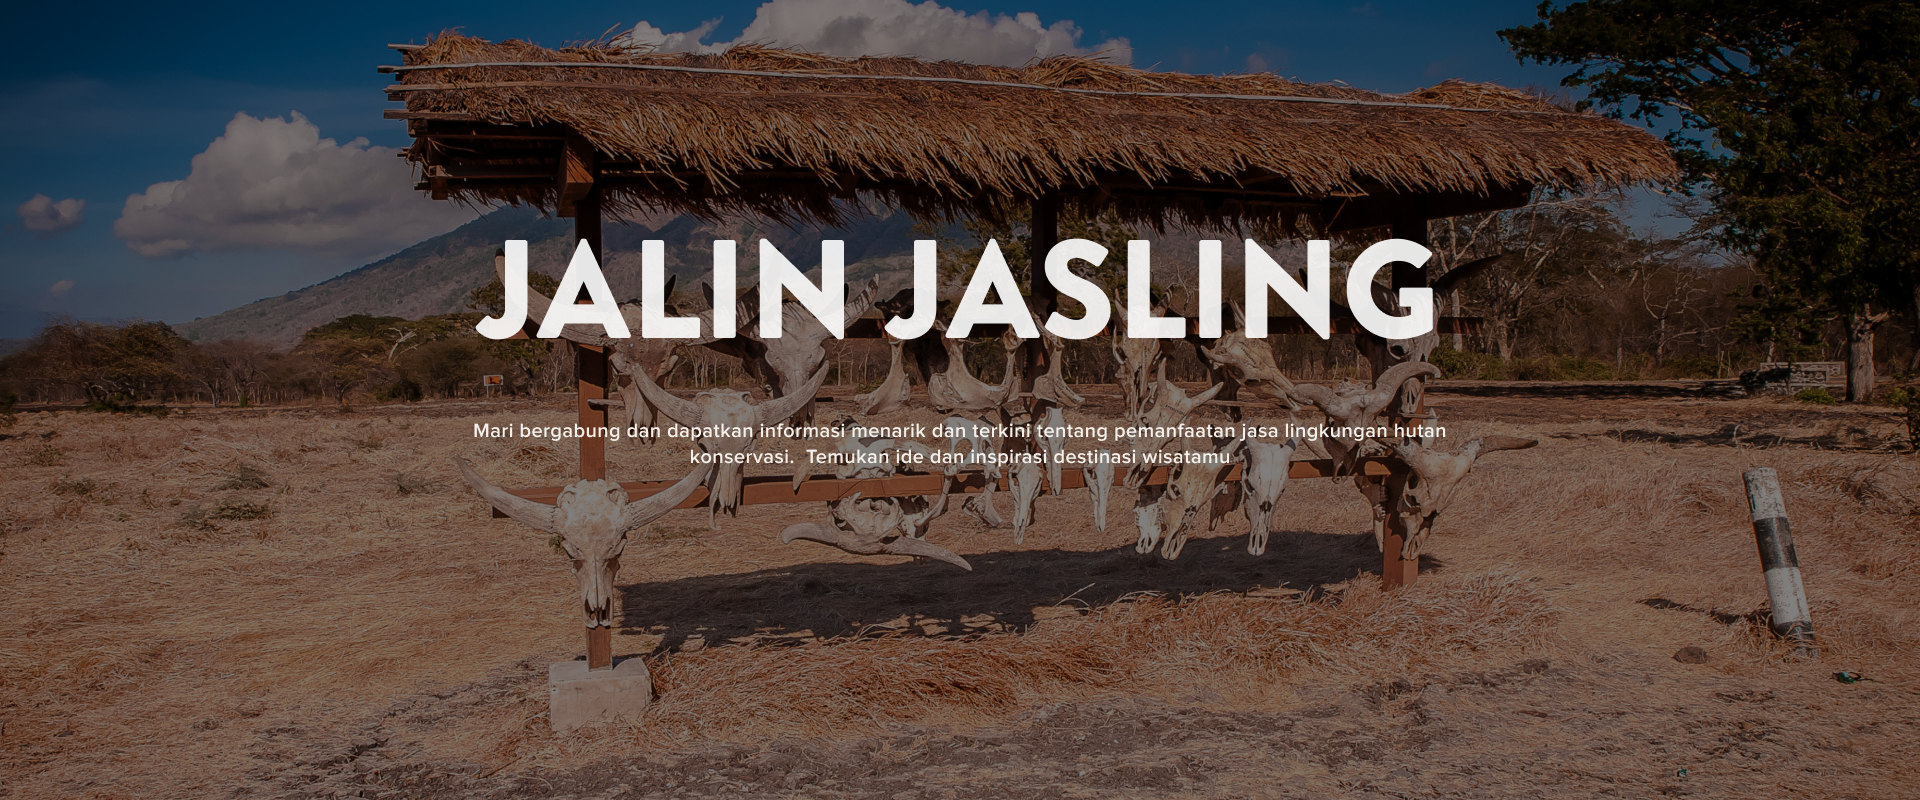 JALIN JASLING
Mari bergabung dan dapatkan informasi menarik dan terkini tentang pemanfaatan jasa lingkungan hutan
konservasi.  Temukan ide dan inspirasi destinasi wisatamu